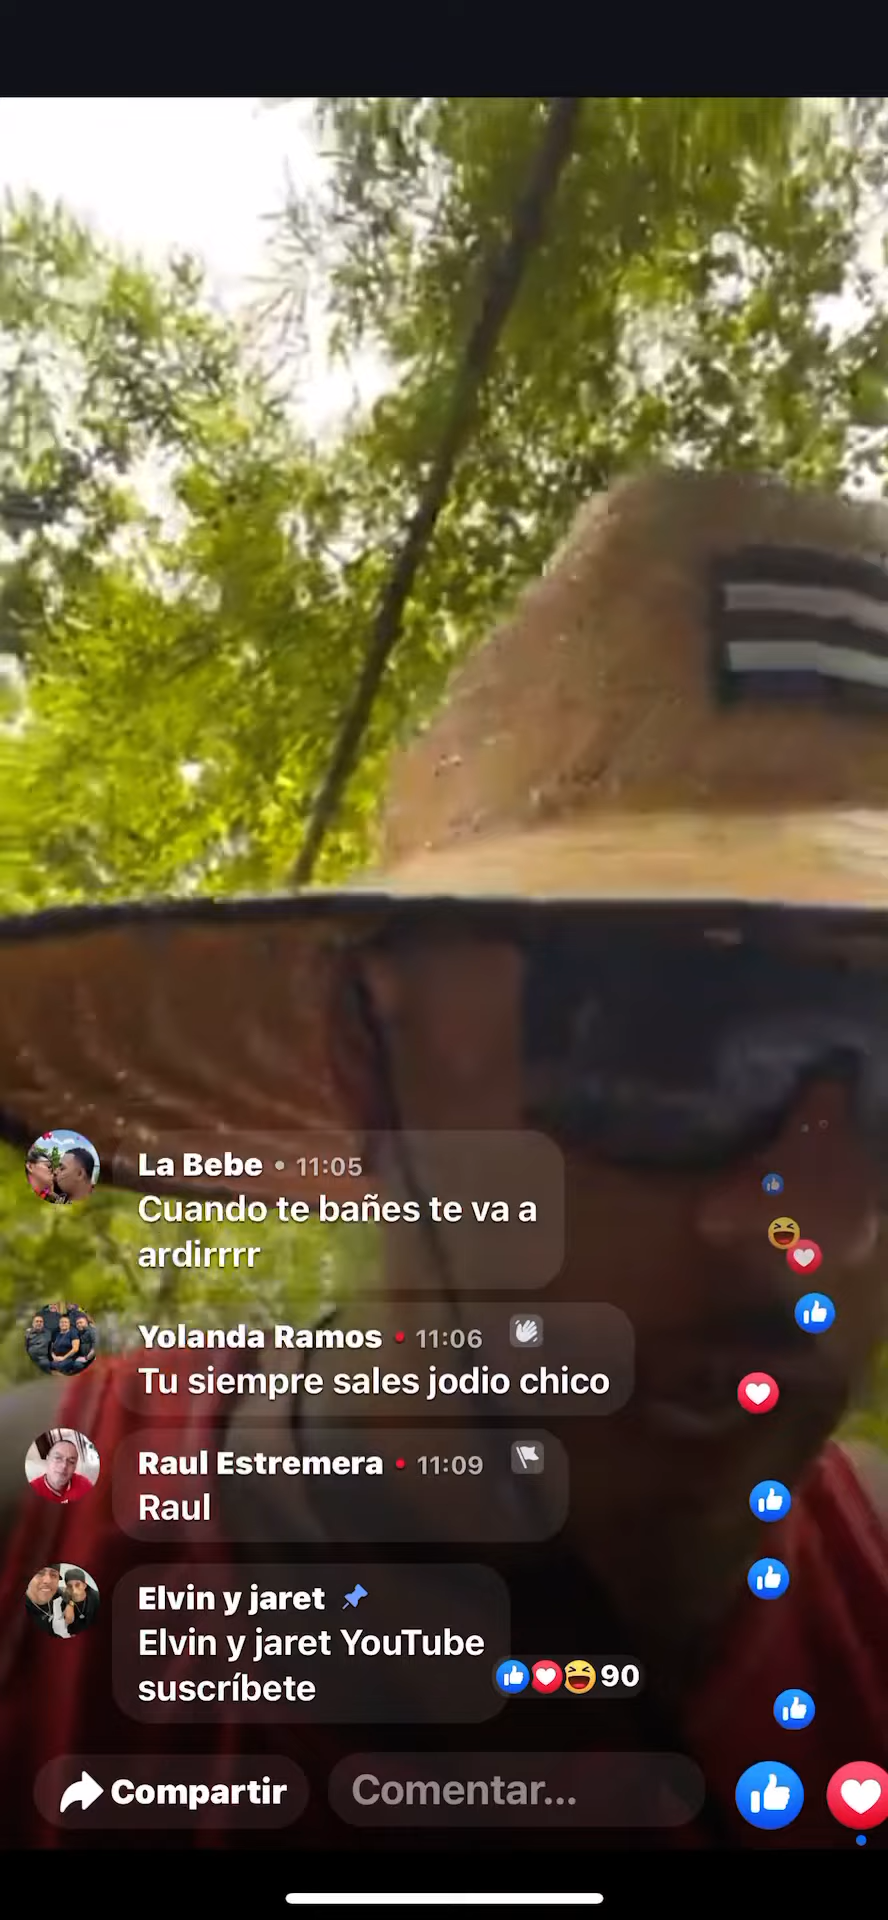 La Bebe • 11:05
Cuando te bañes te va a
ardirrrr
Yolanda Ramos • 11:06
Tu siempre sales jodio chico
Raul Estremera • 11:09
Raul
Elvin y jaret
Elvin y jaret YouTube
suscríbete
90
Compartir
Comentar...